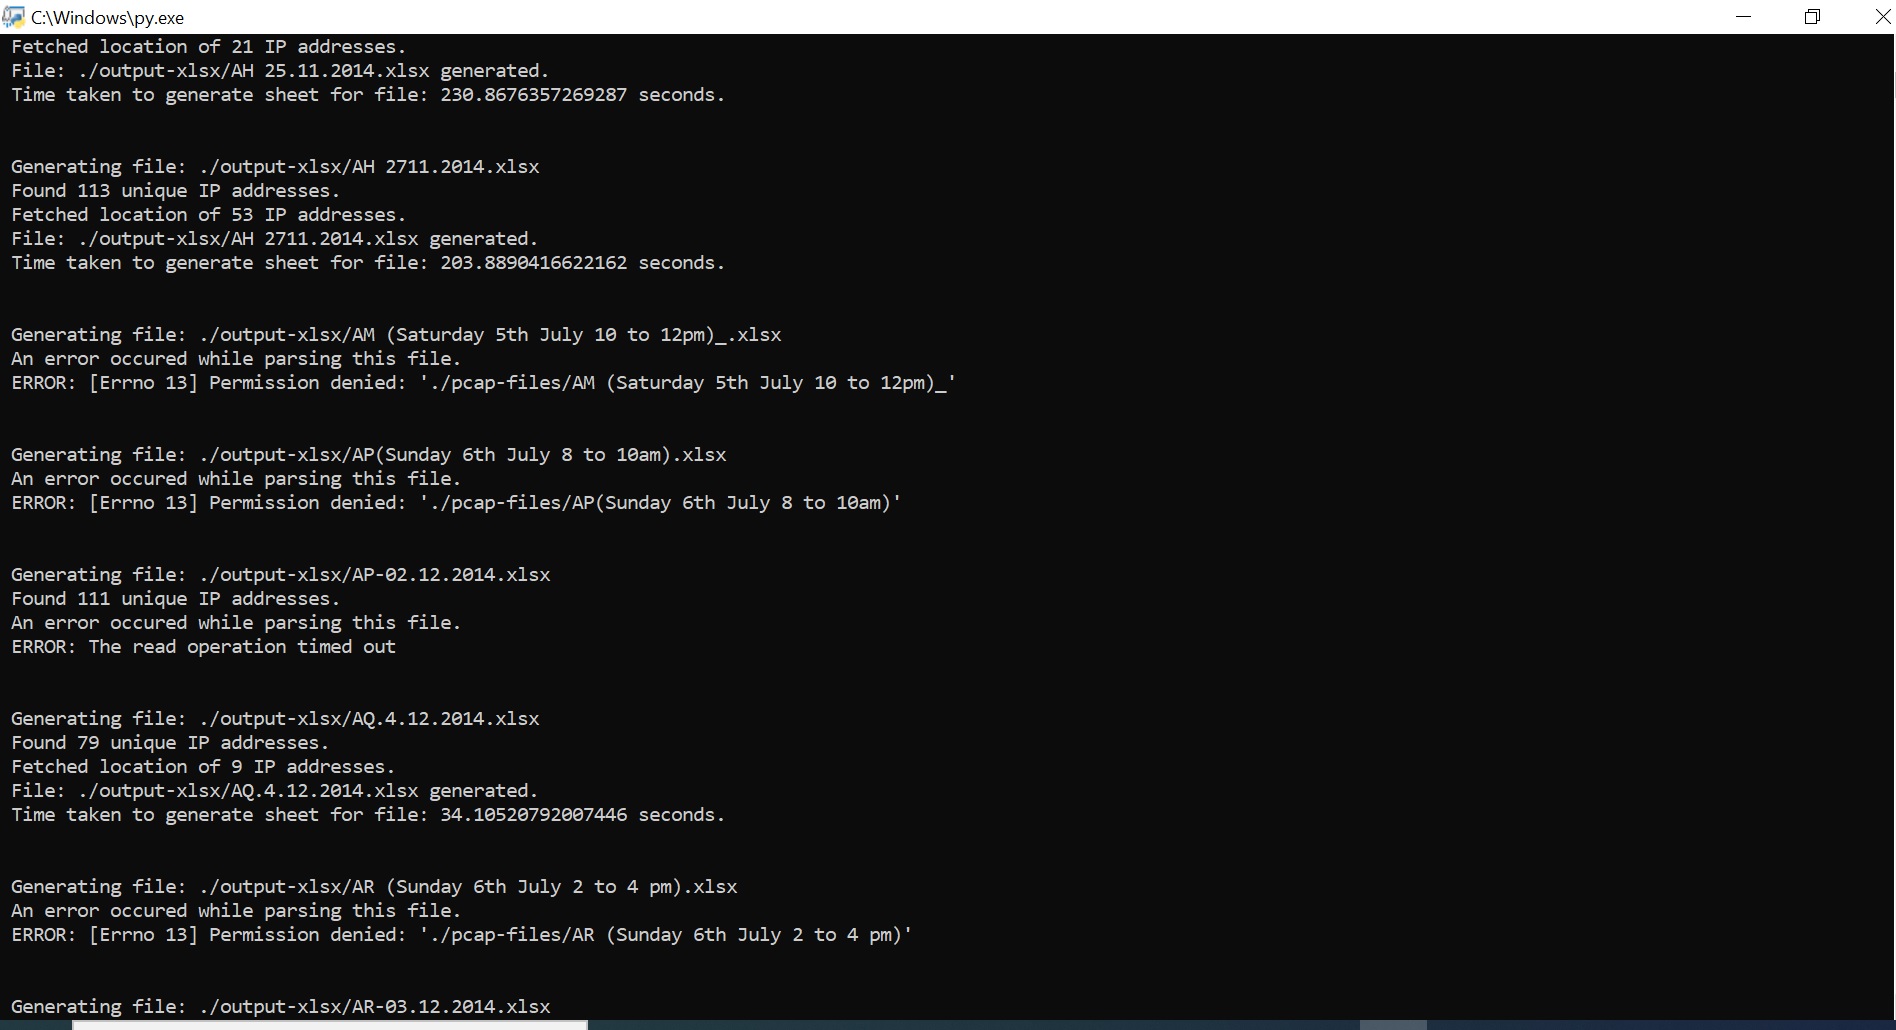 C:\Windows\py.exe
Fetched location of 21 IP addresses.
File: ./output-xlsx/AH 25.11.2014.xlsx generated.
Time taken to generate sheet for file: 230.8676357269287 seconds.
Generating file: ./output-xlsx/AH 2711.2014.xlsx
Found 113 unique IP addresses.
Fetched location of 53 IP addresses.
File: ./output-xlsx/AH 2711.2014.xlsx generated.
Time taken to generate sheet for file: 203.8890416622162 seconds.
Generating file: ./output-xlsx/AM (Saturday 5th July 10 to 12pm)_.xlsx
An error occured while parsing this file.
ERROR: [Errno 13] Permission denied: './pcap-files/AM (Saturday 5th July 10 to 12pm)_'
Generating file: ./output-xlsx/AP(Sunday 6th July 8 to 10am).xlsx
An error occured while parsing this file.
ERROR: [Errno 13] Permission denied: './pcap-files/AP(Sunday 6th July 8 to 10am)'
Generating file: ./output-xlsx/AP-02.12.2014.xlsx
Found 111 unique IP addresses.
An error occured while parsing this file.
ERROR: The read operation timed out
Generating file: ./output-xlsx/AQ.4.12.2014.xlsx
Found 79 unique IP addresses.
Fetched location of 9 IP addresses.
File: ./output-xlsx/AQ.4.12.2014.xlsx generated.
Time taken to generate sheet for file: 34.10520792007446 seconds.
Generating file: ./output-xlsx/AR (Sunday 6th July 2 to 4 pm).xlsx
An error occured while parsing this file.
ERROR: [Errno 13] Permission denied: './pcap-files/AR (Sunday 6th July 2 to 4 pm)'
Generating file: ./output-xlsx/AR-03.12.2014.xlsx